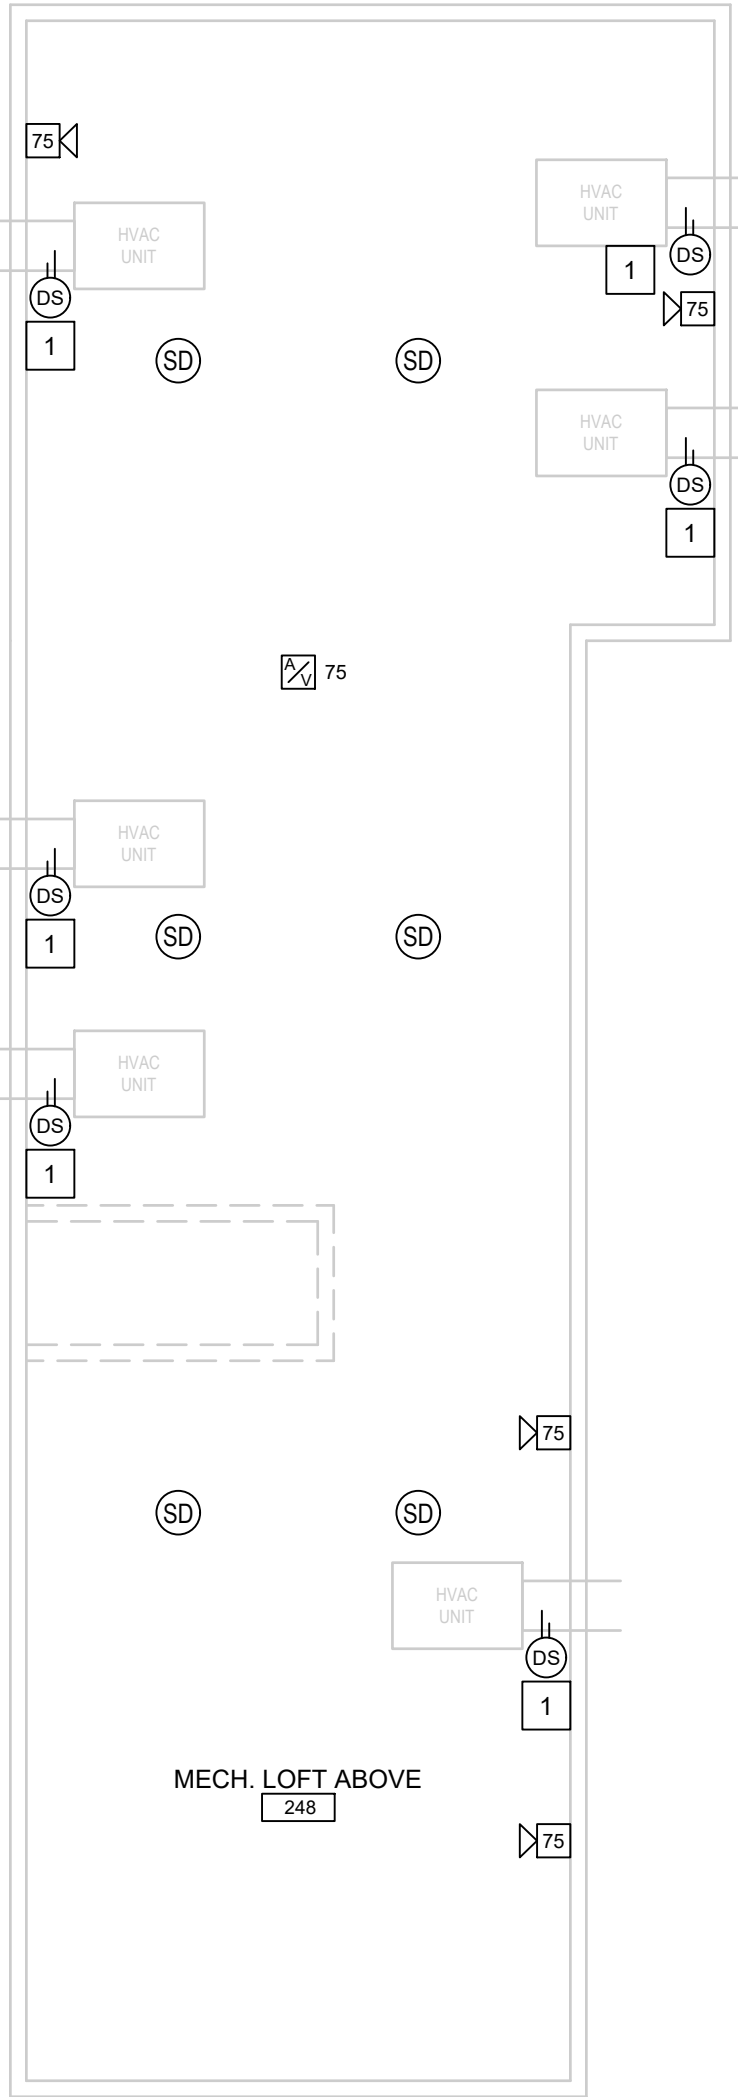 75
HVAC
UNIT
DS
1
75
HVAC
UNIT
DS
1
SD
SD
HVAC
UNIT
DS
1
A/V 75
HVAC
UNIT
DS
1
SD
SD
HVAC
UNIT
DS
1
75
SD
SD
HVAC
UNIT
DS
1
MECH. LOFT ABOVE
248
75